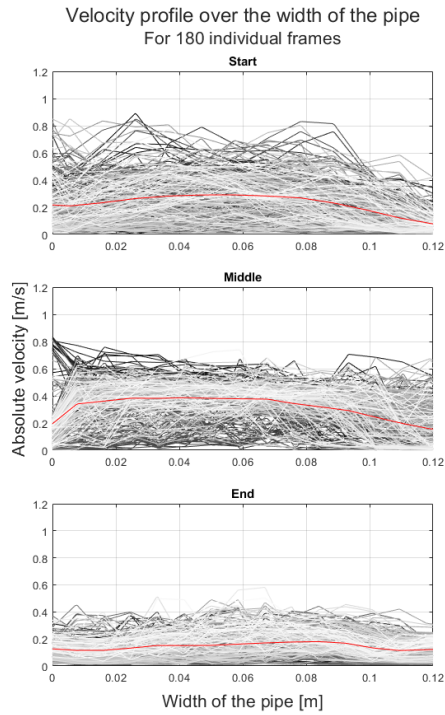 Velocity profile over the width of the pipe
For 180 individual frames
Start
1.2
1
0.8
0.6
0.4
0.2
0
0 0.02 0.04 0.06 0.08 0.1 0.12
Middle
Absolute velocity [m/s]
1.2
1
0.8
0.6
0.4
0.2
0
0 0.02 0.04 0.06 0.08 0.1 0.12
End
1.2
1
0.8
0.6
0.4
0.2
0
0 0.02 0.04 0.06 0.08 0.1 0.12
Width of the pipe [m]